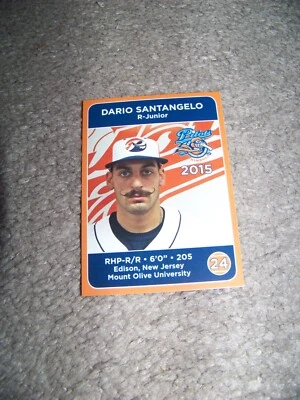 DARIO SANTANGELO
R-Junior
2015
RHP-R/R • 6'0" • 205
Edison, New Jersey
Mount Olive University
24